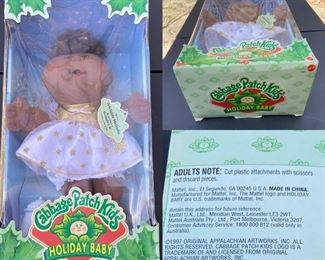 Cabbage Patch Kids
HOLIDAY BABY
Cabbage Patch Kids
HOLIDAY BABY
ADULTS NOTE: Cut plastic attachments with scissors
and discard pieces.
Mattel, Inc., El Segundo, CA 90245 U.S.A. MADE IN CHINA.
Manufactured for Mattel, Inc. The Mattel logo and HOLIDAY
BABY are U.S. trademarks of Mattel, Inc.
Retain this address for future reference:
Mattel U.K., Ltd., Meridian West, Leicester LE3 2WT.
Mattel Australia Pty., Ltd., Port Melbourne, Victoria 3207.
Consumer Advisory Service: 1800 800 812 (valid only in
Australia).
©1997 ORIGINAL APPALACHIAN ARTWORKS, INC. ALL
RIGHTS RESERVED. CABBAGE PATCH KIDS LOGO IS A
TRADEMARK OF AND LICENSED FROM ORIGINAL
APPALACHIAN ARTWORKS, INC.